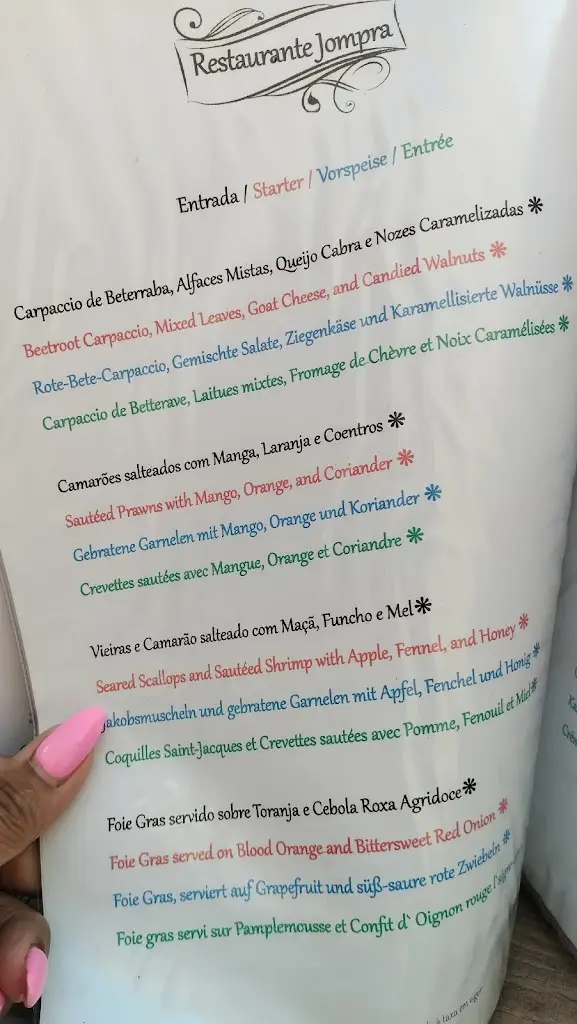 Restaurante Jompra
Entrada / Starter / Vorspeise / Entrée
Carpaccio de Beterraba, Alfaces Mistas, Queijo Cabra e Nozes Caramelizadas *
Beetroot Carpaccio, Mixed Leaves, Goat Cheese, and Candied Walnuts *
Rote-Bete-Carpaccio, Gemischte Salate, Ziegenkäse und Karamellisierte Walnüsse *
Carpaccio de Betterave, Laitues mixtes, Fromage de Chèvre et Noix Caramélisées *
Camarões salteados com Manga, Laranja e Coentros *
Sautéed Prawns with Mango, Orange, and Coriander *
Gebratene Garnelen mit Mango, Orange und Koriander *
Crevettes sautées avec Mangue, Orange et Coriandre *
Vieiras e Camarão salteado com Maçã, Funcho e Mel *
Seared Scallops and Sautéed Shrimp with Apple, Fennel, and Honey *
Jakobsmuscheln und gebratene Garnelen mit Apfel, Fenchel und Honig *
Coquilles Saint-Jacques et Crevettes sautées avec Pomme, Fenouil et Miel *
Foie Gras servido sobre Toranja e Cebola Roxa Agridoce *
Foie Gras served on Blood Orange and Bittersweet Red Onion *
Foie Gras, serviert auf Grapefruit und süß-saure rote Zwiebeln *
Foie gras servi sur Pamplemousse et Confit d' Oignon rouge
taxa em vigor